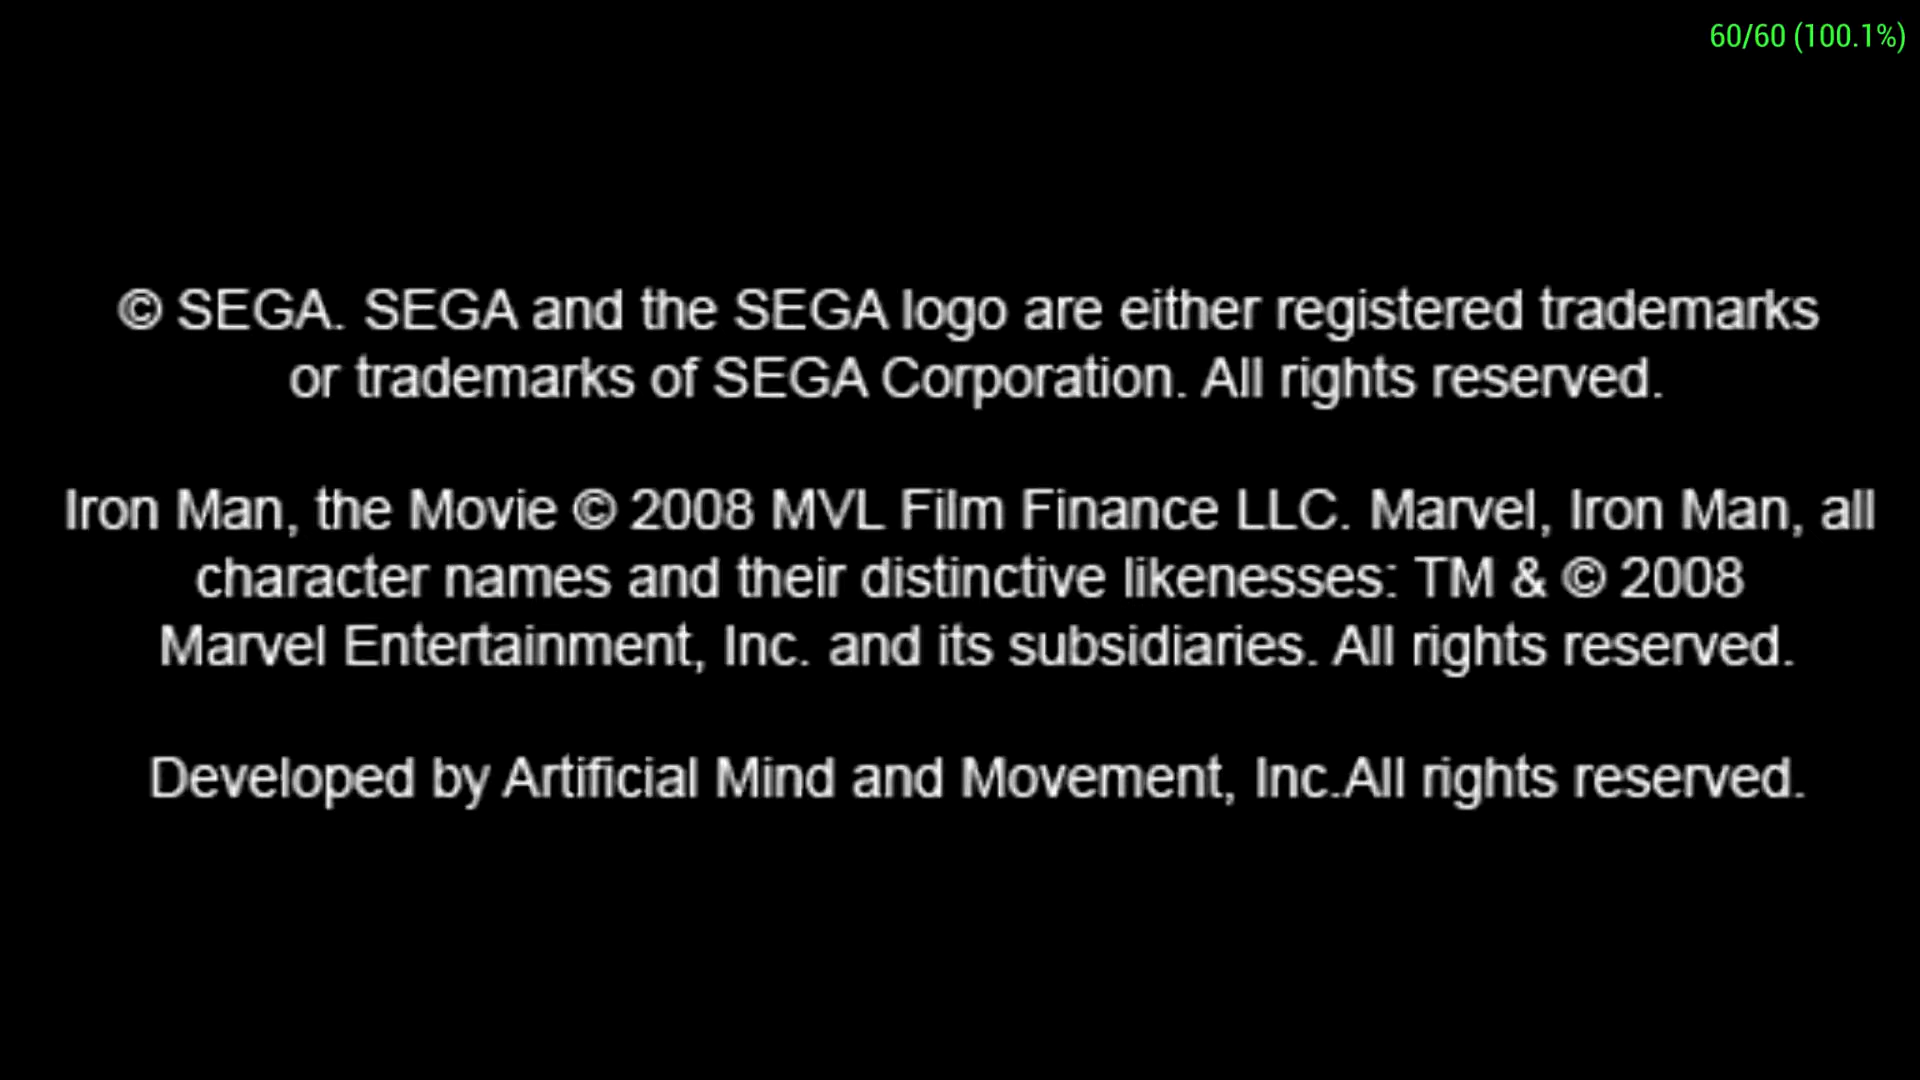 60/60 (100.1%)
© SEGA. SEGA and the SEGA logo are either registered trademarks
or trademarks of SEGA Corporation. All rights reserved.
Iron Man, the Movie © 2008 MVL Film Finance LLC. Marvel, Iron Man, all
character names and their distinctive likenesses: TM & © 2008
Marvel Entertainment, Inc. and its subsidiaries. All rights reserved.
Developed by Artificial Mind and Movement, Inc.All rights reserved.